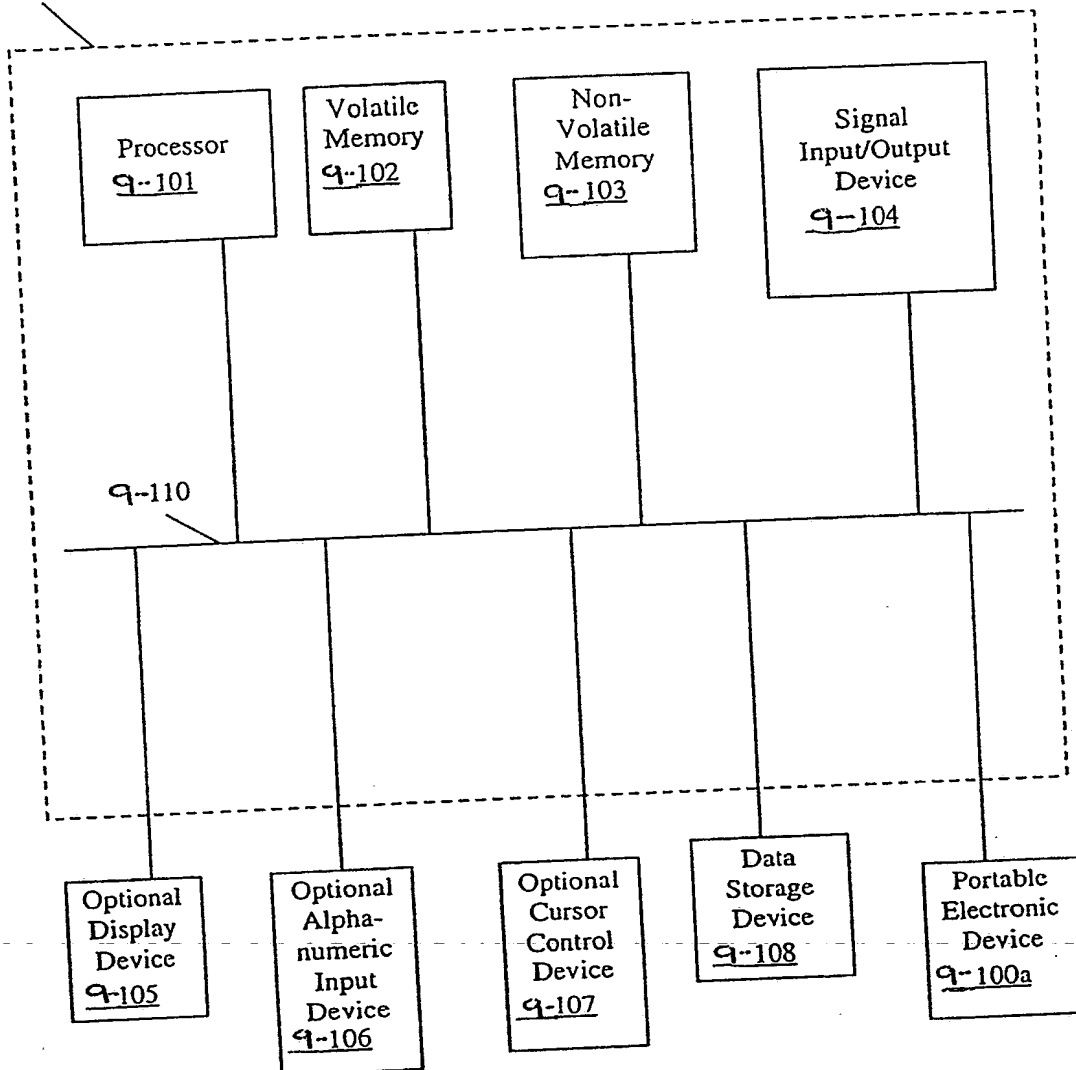 Processor
9-101
Volatile
Memory
9-102
Non-
Volatile
Memory
9-103
Signal
Input/Output
Device
9-104
9-110
Optional
Display
Device
9-105
Optional
Alpha-
numeric
Input
Device
9-106
Optional
Cursor
Control
Device
9-107
Data
Storage
Device
9-108
Portable
Electronic
Device
9-100a